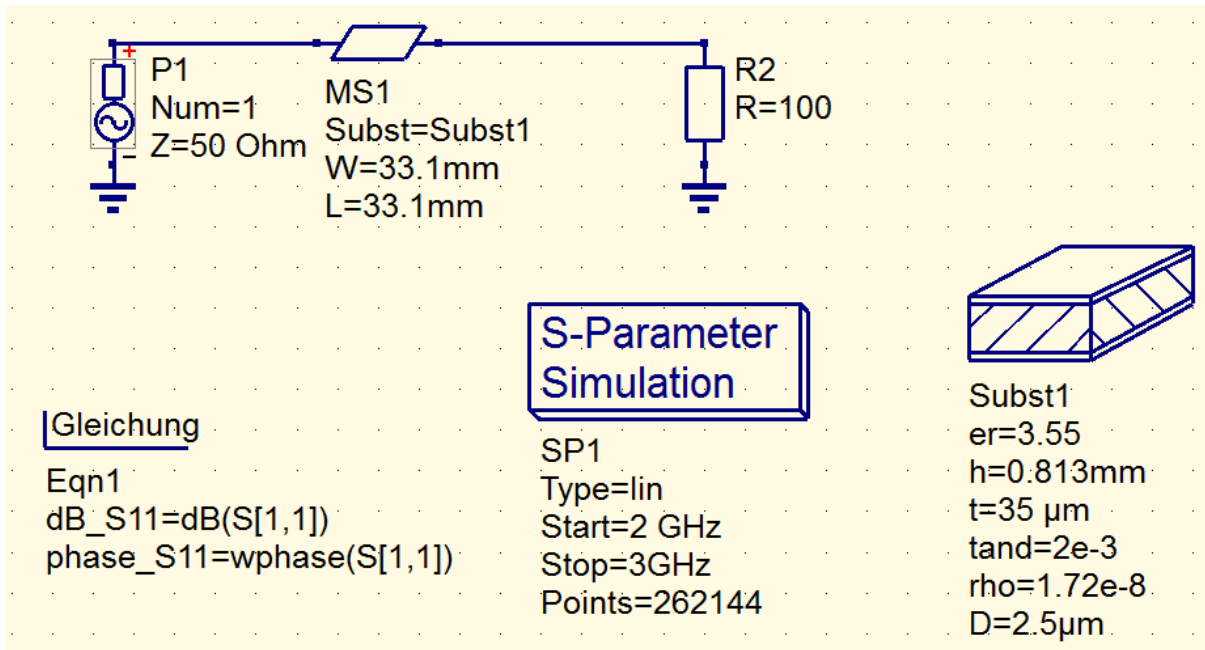 +
P1
Num=1
Z=50 Ohm
−
MS1
Subst=Subst1
W=33.1mm
L=33.1mm
R2
R=100
S-Parameter
Simulation
SP1
Type=lin
Start=2 GHz
Stop=3GHz
Points=262144
Gleichung
Eqn1
dB_S11=dB(S[1,1])
phase_S11=wphase(S[1,1])
Subst1
er=3.55
h=0.813mm
t=35 µm
tand=2e-3
rho=1.72e-8
D=2.5µm